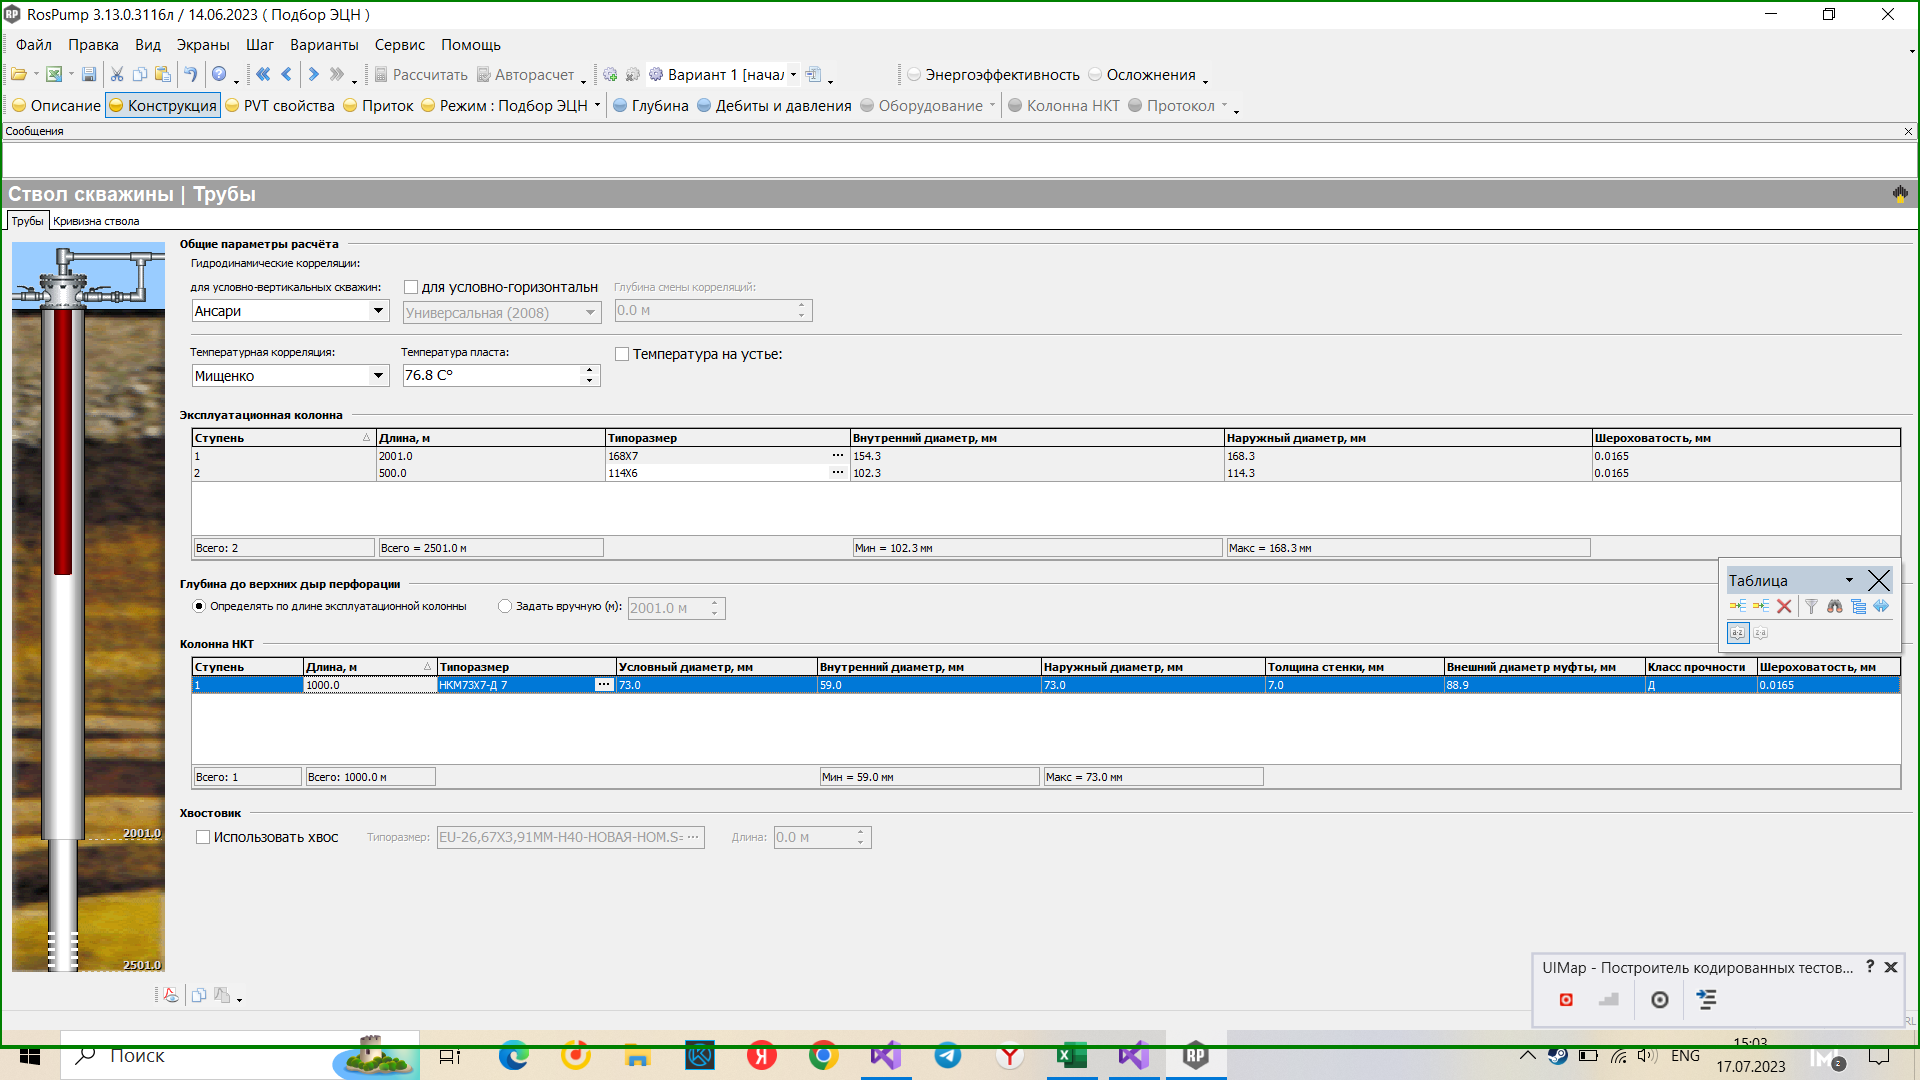 RosPump 3.13.0.3116л / 14.06.2023 ( Подбор ЭЦН )
Файл Правка Вид Экраны Шаг Варианты Сервис Помощь
Рассчитать Авторасчет Вариант 1 [начал Энергоэффективность Осложнения
Описание Конструкция PVT свойства Приток Режим : Подбор ЭЦН Глубина Дебиты и давления Оборудование Колонна НКТ Протокол
Сообщения
Ствол скважины | Трубы
Трубы Кривизна ствола
Общие параметры расчёта
Гидродинамические корреляции:
для условно-вертикальных скважин: для условно-горизонтальн Глубина смены корреляций:
Ансари Универсальная (2008) 0.0 м
Температурная корреляция: Температура пласта: Температура на устье:
Мищенко 76.8 C°
Эксплуатационная колонна
Ступень Длина, м Типоразмер Внутренний диаметр, мм Наружный диаметр, мм Шероховатость, мм
1 2001.0 168X7 ... 154.3 168.3 0.0165
2 500.0 114X6 ... 102.3 114.3 0.0165
Всего: 2 Всего = 2501.0 м Мин = 102.3 мм Макс = 168.3 мм
Глубина до верхних дыр перфорации
Определять по длине эксплуатационной колонны Задать вручную (м): 2001.0 м
Таблица
a-z z-a
Колонна НКТ
Ступень Длина, м Типоразмер Условный диаметр, мм Внутренний диаметр, мм Наружный диаметр, мм Толщина стенки, мм Внешний диаметр муфты, мм Класс прочности Шероховатость, мм
1 1000.0 НКМ73Х7-Д 7 ... 73.0 59.0 73.0 7.0 88.9 Д 0.0165
Всего: 1 Всего: 1000.0 м Мин = 59.0 мм Макс = 73.0 мм
Хвостовик
Использовать хвос Типоразмер: EU-26,67X3,91MM-H40-НОВАЯ-НОМ.S= ... Длина: 0.0 м
2001.0
2501.0
UIMap - Построитель кодированных тестов...
Поиск
ENG
15:03
17.07.2023
2